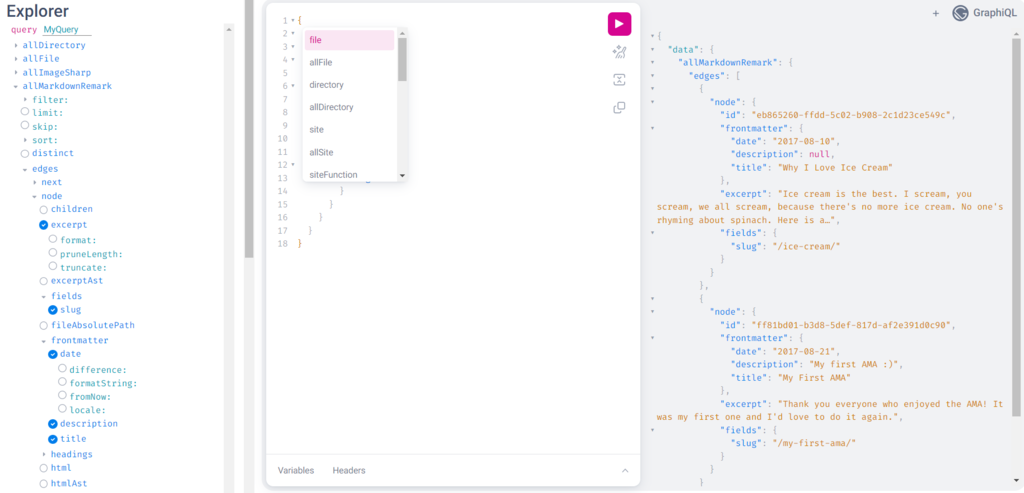 Explorer
query MyQuery
allDirectory
allFile
allImageSharp
allMarkdownRemark
filter:
limit:
skip:
sort:
distinct
edges
next
node
children
excerpt
format:
pruneLength:
truncate:
excerptAst
fields
slug
fileAbsolutePath
frontmatter
date
difference:
formatString:
fromNow:
locale:
description
title
headings
html
htmlAst
1 {
2
3
4
5
6
7
8
9
10
11
12
13
14 }
15 }
16 }
17 }
18 }
file
allFile
directory
allDirectory
site
allSite
siteFunction
Variables Headers
+ GraphiQL
{
"data": {
"allMarkdownRemark": {
"edges": [
{
"node": {
"id": "eb865260-ffdd-5c02-b908-2c1d23ce549c",
"frontmatter": {
"date": "2017-08-10",
"description": null,
"title": "Why I Love Ice Cream"
},
"excerpt": "Ice cream is the best. I scream, you
scream, we all scream, because there's no more ice cream. No one's
rhyming about spinach. Here is a…",
"fields": {
"slug": "/ice-cream/"
}
}
},
{
"node": {
"id": "ff81bd01-b3d8-5def-817d-af2e391d0c90",
"frontmatter": {
"date": "2017-08-21",
"description": "My first AMA :)",
"title": "My First AMA"
},
"excerpt": "Thank you everyone who enjoyed the AMA! It
was my first one and I'd love to do it again.",
"fields": {
"slug": "/my-first-ama/"
}
}
}